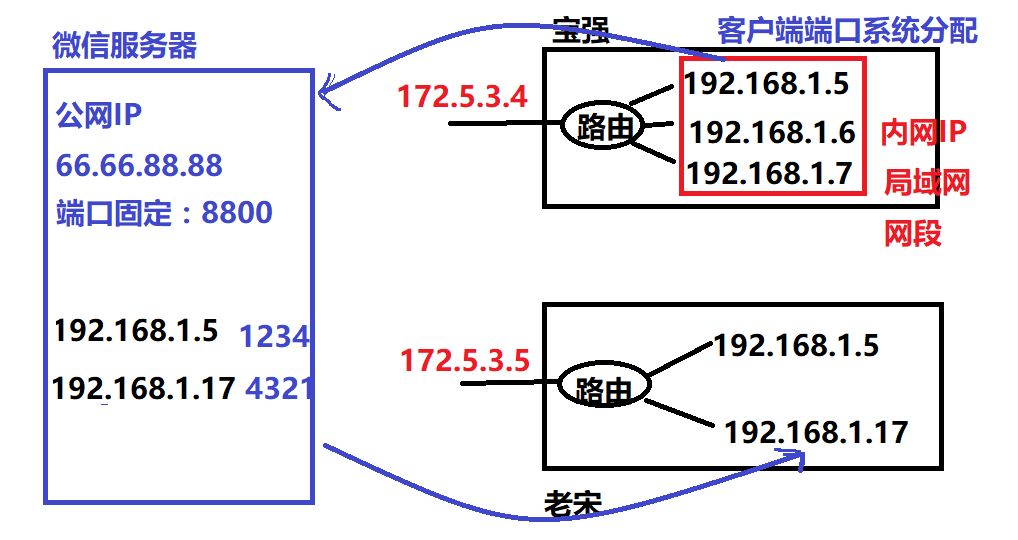 微信服务器
公网IP
66.66.88.88
端口固定：8800
192.168.1.5 1234
192.168.1.17 4321
宝强
客户端端口系统分配
172.5.3.4
路由
192.168.1.5
192.168.1.6
192.168.1.7
内网IP
局域网
网段
172.5.3.5
路由
192.168.1.5
192.168.1.17
老宋